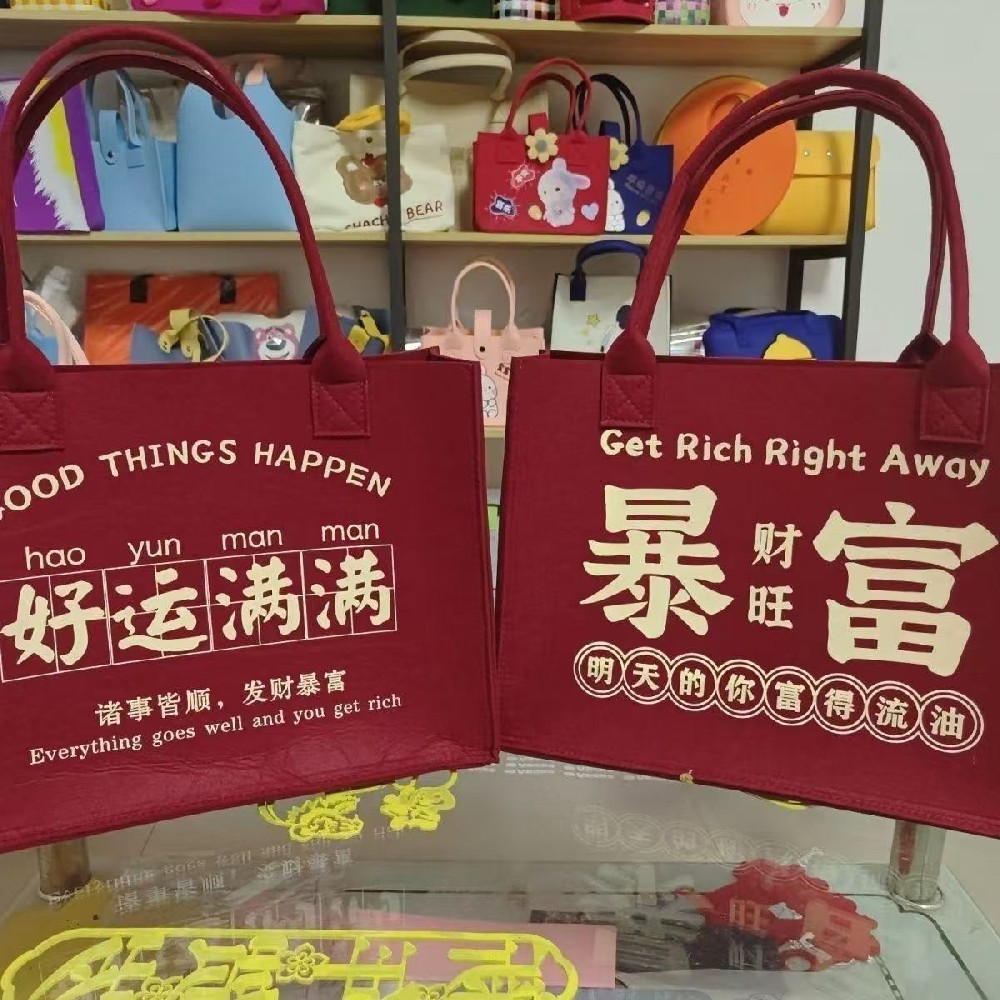 GOOD THINGS HAPPEN
hao yun man man
好运满满
诸事皆顺，发财暴富
Everything goes well and you get rich
Get Rich Right Away
暴富
财旺
明天的你富得流油
CHACHA BEAR